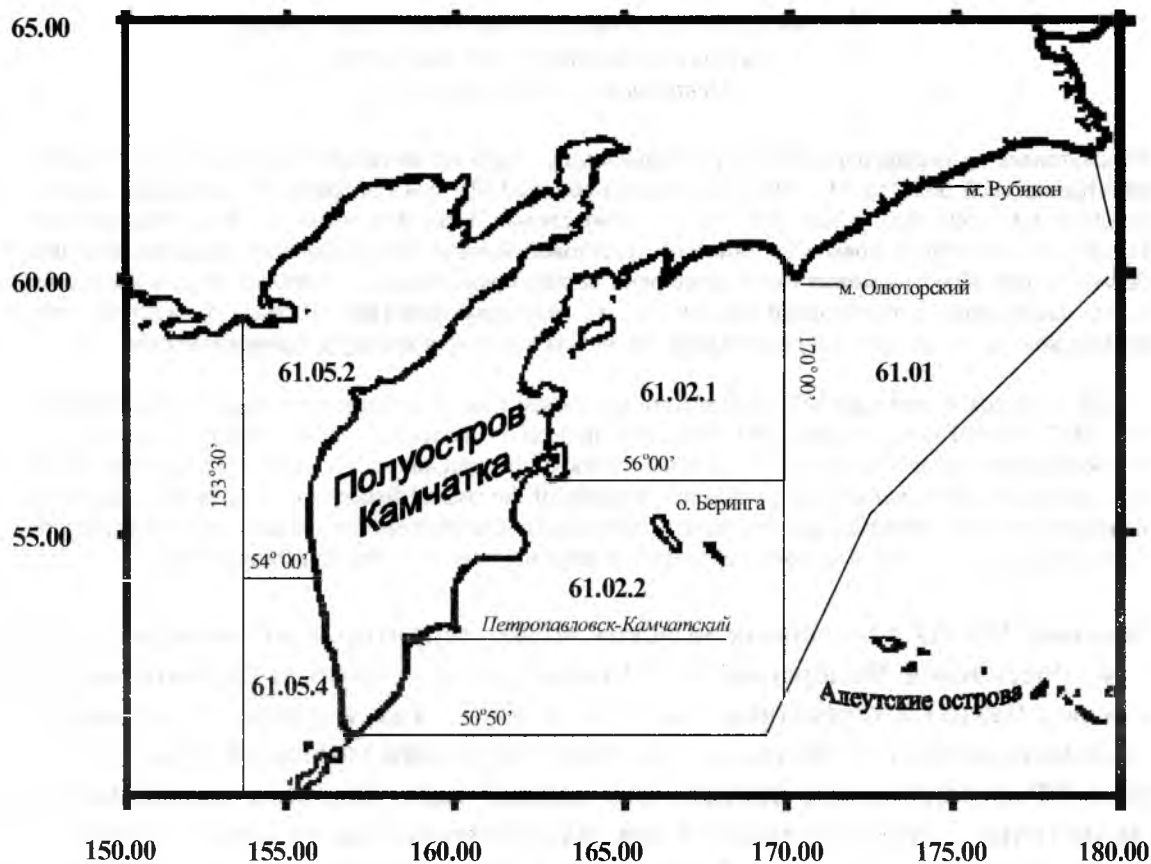 65.00
м. Рубикон
60.00
м. Олюторский
61.05.2
61.02.1
170°00'
61.01
153°30'
Полуостров
Камчатка
56°00'
о. Беринга
55.00
54°00'
61.02.2
Петропавловск-Камчатский
61.05.4
50°50'
Алеутские острова
150.00 155.00 160.00 165.00 170.00 175.00 180.00